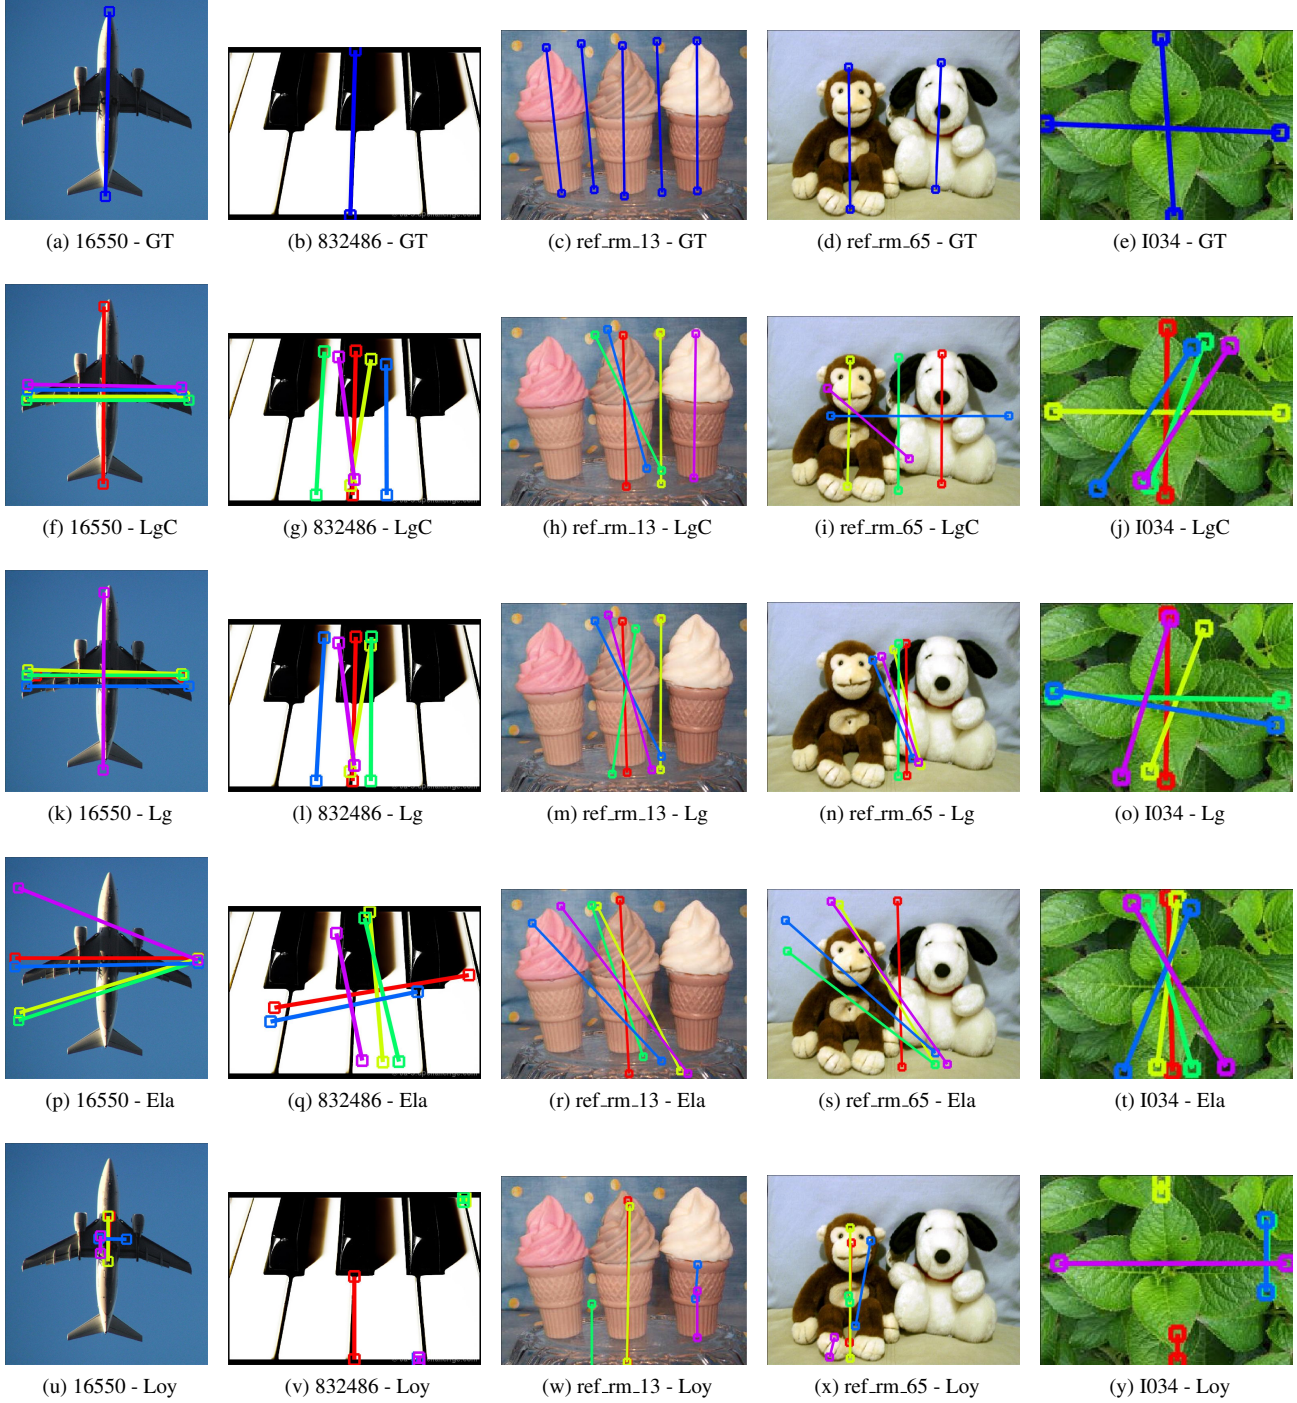 (a) 16550 - GT
(b) 832486 - GT
(c) ref_rm_13 - GT
(d) ref_rm_65 - GT
(e) I034 - GT
(f) 16550 - LgC
(g) 832486 - LgC
(h) ref_rm_13 - LgC
(i) ref_rm_65 - LgC
(j) I034 - LgC
(k) 16550 - Lg
(l) 832486 - Lg
(m) ref_rm_13 - Lg
(n) ref_rm_65 - Lg
(o) I034 - Lg
(p) 16550 - Ela
(q) 832486 - Ela
(r) ref_rm_13 - Ela
(s) ref_rm_65 - Ela
(t) I034 - Ela
(u) 16550 - Loy
(v) 832486 - Loy
(w) ref_rm_13 - Loy
(x) ref_rm_65 - Loy
(y) I034 - Loy